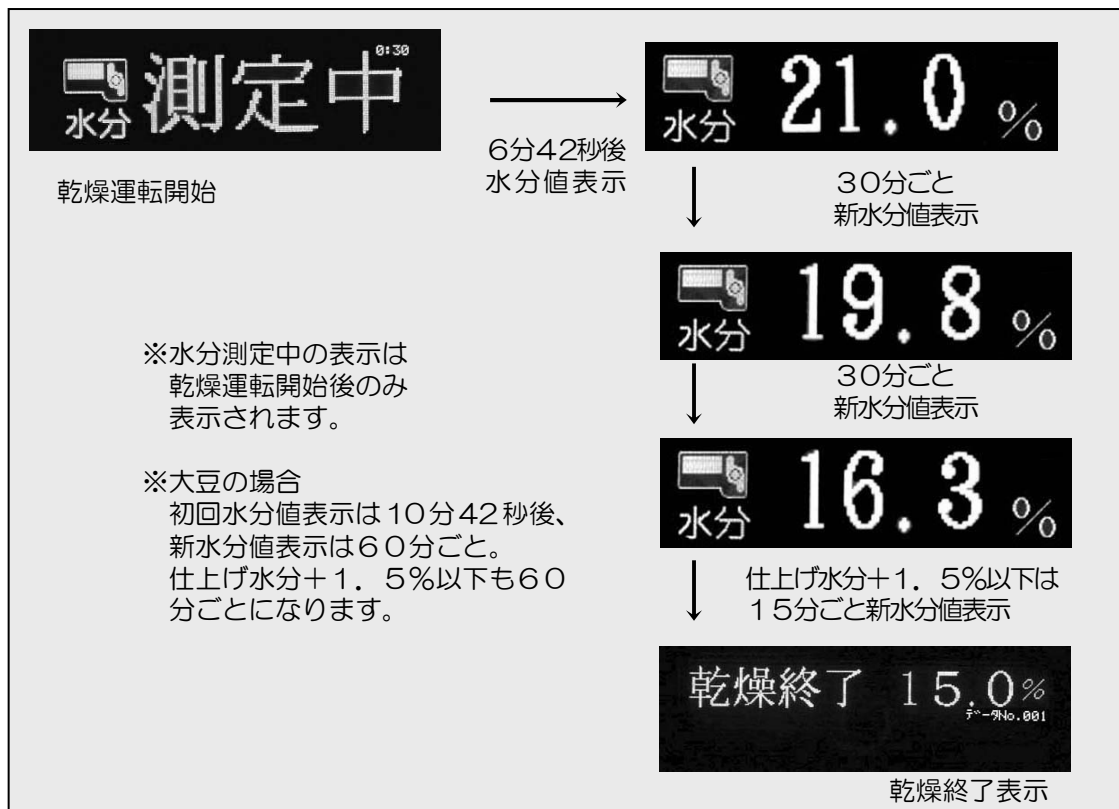 0:30
水分 測定中
乾燥運転開始
6分42秒後
水分値表示
水分 21.0 %
30分ごと
新水分値表示
水分 19.8 %
30分ごと
新水分値表示
水分 16.3 %
仕上げ水分+1.5%以下は
15分ごと新水分値表示
乾燥終了 15.0%
データNo.001
乾燥終了表示
※水分測定中の表示は
乾燥運転開始後のみ
表示されます。
※大豆の場合
初回水分値表示は10分42秒後、
新水分値表示は60分ごと。
仕上げ水分+1.5%以下も60
分ごとになります。